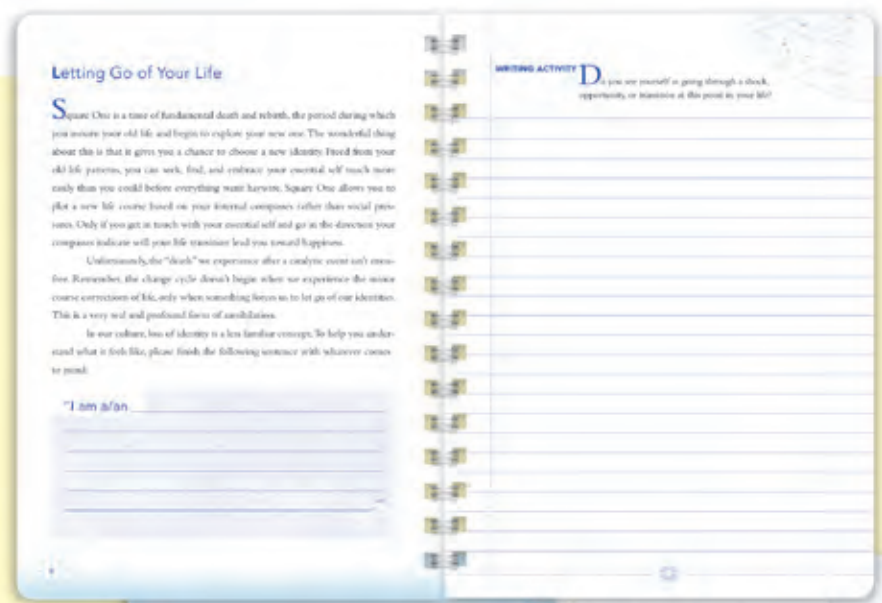 Letting Go of Your Life
Square One is a time of fundamental death and rebirth, the period during which
you mourn your old life and begin to explore your new one. The wonderful thing
about this is that it gives you a chance to choose a new identity. Freed from your
old life patterns, you can seek, find, and embrace your essential self much more
easily than you could before everything went haywire. Square One allows you to
plot a new life course based on your internal compasses rather than social pres-
sures. Only if you get in touch with your essential self and go in the direction your
compasses indicate will your life transition lead you toward happiness.
Unfortunately, the “death” we experience after a catalytic event isn’t stress-
free. Remember, the change cycle doesn’t begin when we experience the minor
course corrections of life, only when something forces us to let go of our identities.
This is a very real and profound form of annihilation.
In our culture, loss of identity is a less familiar concept. To help you under-
stand what it feels like, please finish the following sentence with whatever comes
to mind:
“I am a/an
WRITING ACTIVITY Do you see yourself as going through a shock,
opportunity, or transition at this point in your life?